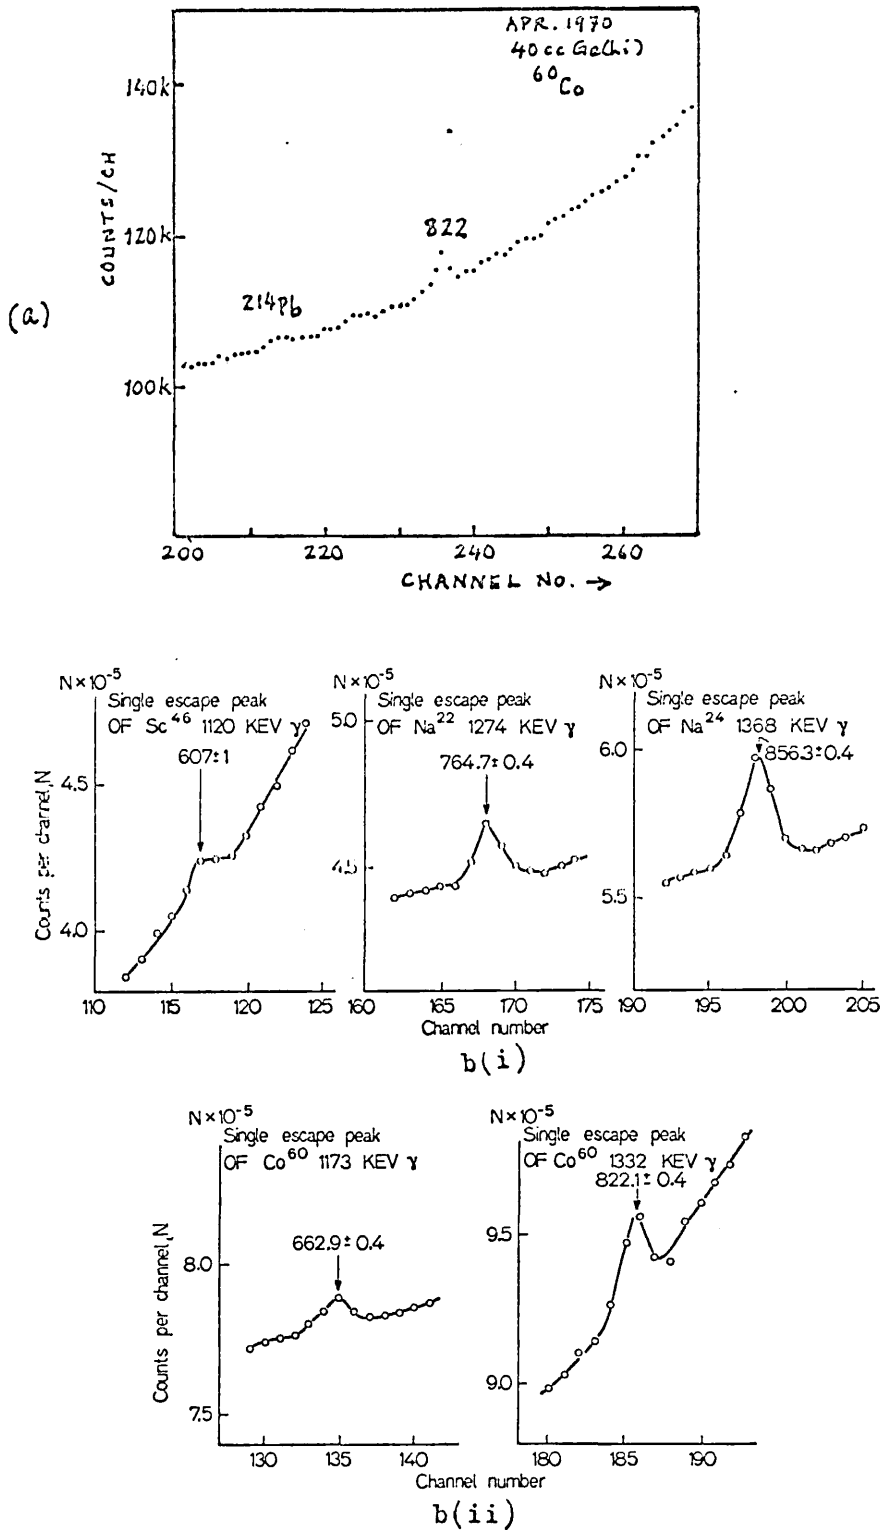 APR. 1970
40 cc Ge(Li)
60Co
140k
120k
100k
COUNTS/CH
822
214Pb
(a)
200 220 240 260
CHANNEL NO. →
N×10⁻⁵
Single escape peak
OF Sc⁴⁶ 1120 KEV γ
607±1
4.5
4.0
Counts per channel,N
110 115 120 125
N×10⁻⁵
Single escape peak
OF Na²² 1274 KEV γ
5.0
764.7±0.4
4.5
160 165 170 175
Channel number
N×10⁻⁵
Single escape peak
OF Na²⁴ 1368 KEV γ
6.0
856.3±0.4
5.5
190 195 200 205
b(i)
N×10⁻⁵
Single escape peak
OF Co⁶⁰ 1173 KEV γ
662.9±0.4
8.0
7.5
Counts per channel,N
130 135 140
Channel number
N×10⁻⁵
Single escape peak
OF Co⁶⁰ 1332 KEV γ
822.1±0.4
9.5
9.0
180 185 190
b(ii)